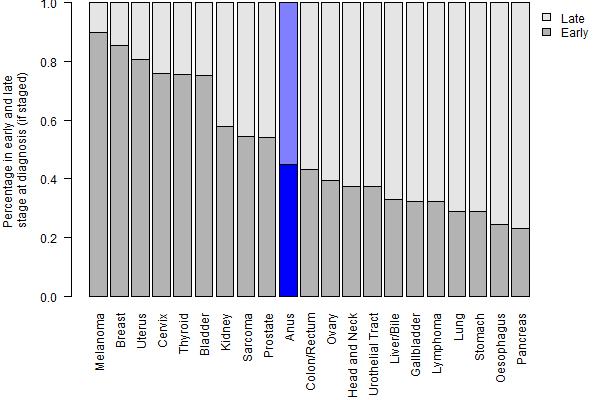 Percentage in early and late
stage at diagnosis (if staged)
1.0
0.8
0.6
0.4
0.2
0.0
Late
Early
Melanoma
Breast
Uterus
Cervix
Thyroid
Bladder
Kidney
Sarcoma
Prostate
Anus
Colon/Rectum
Ovary
Head and Neck
Urothelial Tract
Liver/Bile
Gallbladder
Lymphoma
Lung
Stomach
Oesophagus
Pancreas